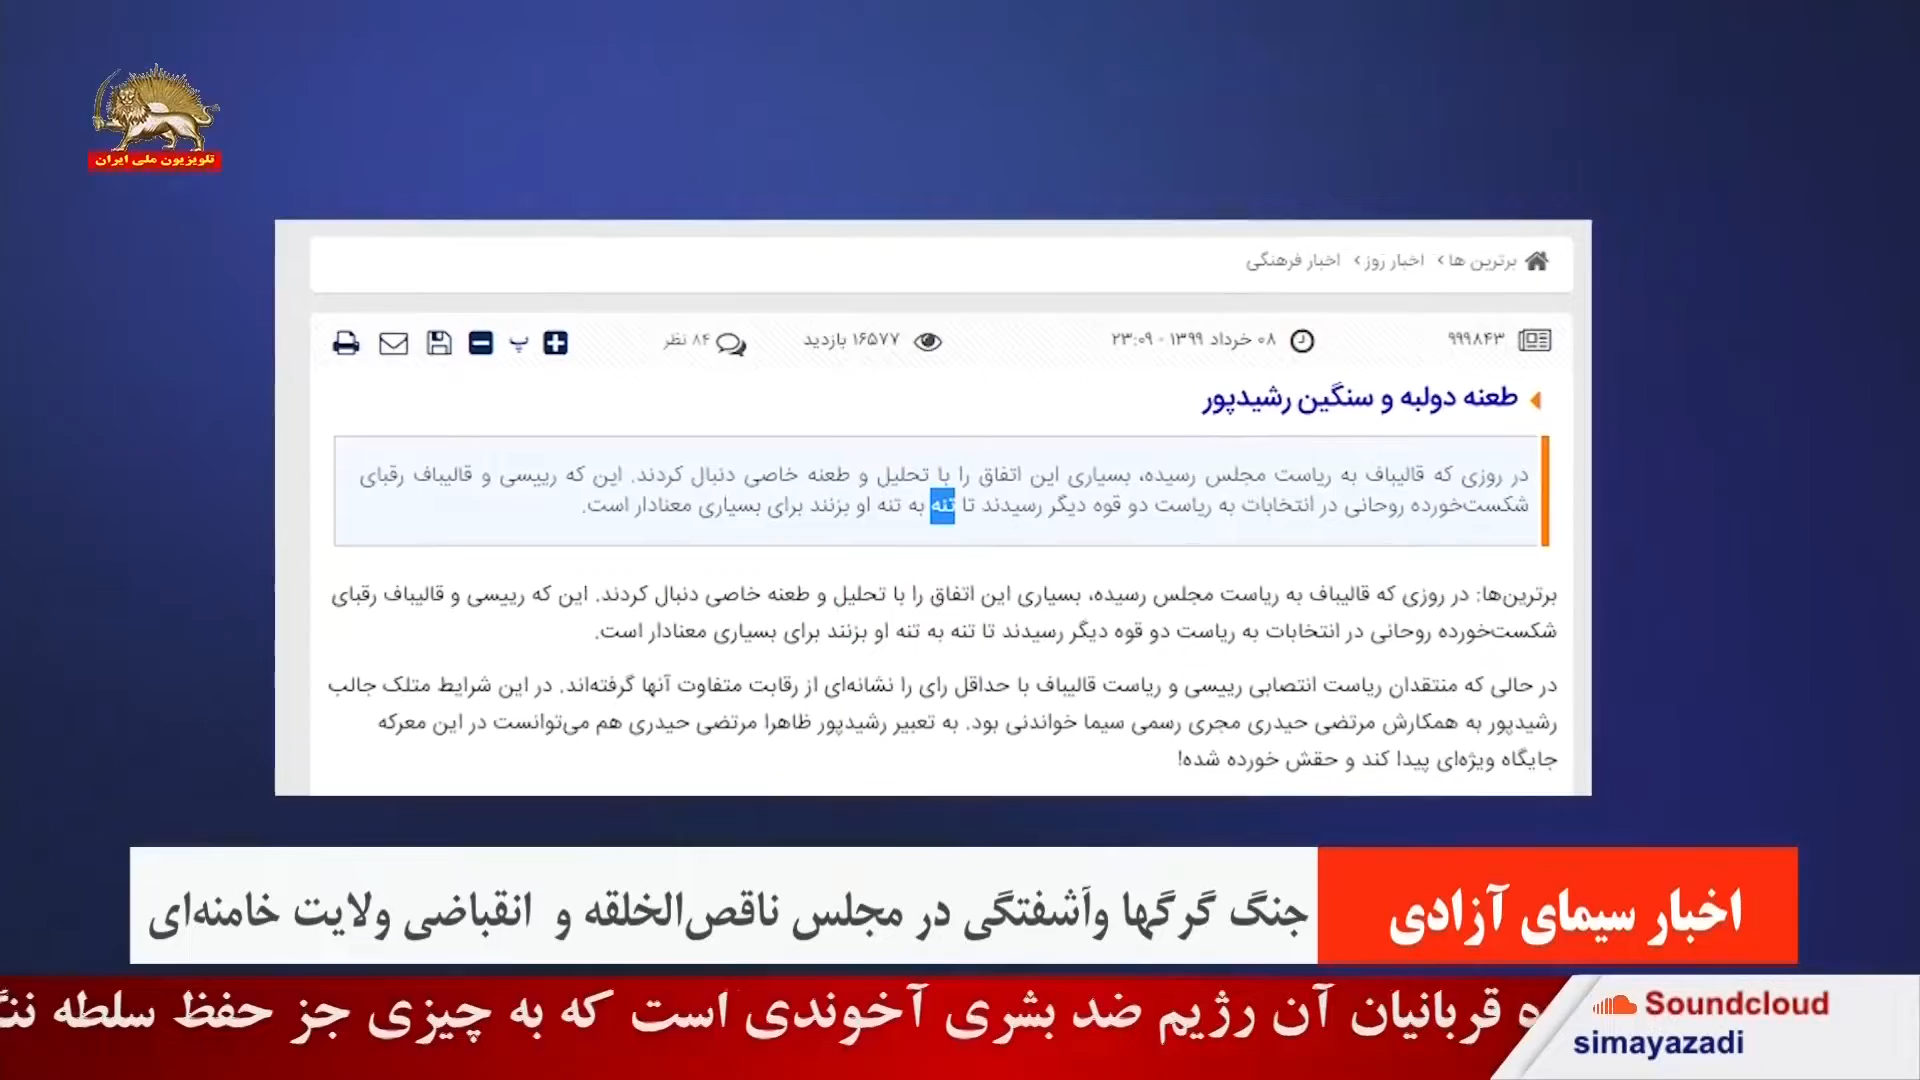 تلویزیون ملی ایران
برترین ها › اخبار روز › اخبار فرهنگی
۹۹۹۸۴۳ ۰۸ خرداد ۱۳۹۹ - ۲۳:۰۹ ۱۶۵۷۷ بازدید ۸۴ نظر پ
طعنه دولبه و سنگین رشیدپور
در روزی که قالیباف به ریاست مجلس رسیده، بسیاری این اتفاق را با تحلیل و طعنه خاصی دنبال کردند. این که رییسی و قالیباف رقبای
شکست‌خورده روحانی در انتخابات به ریاست دو قوه دیگر رسیدند تا تنه به تنه او بزنند برای بسیاری معنادار است.
برترین‌ها: در روزی که قالیباف به ریاست مجلس رسیده، بسیاری این اتفاق را با تحلیل و طعنه خاصی دنبال کردند. این که رییسی و قالیباف رقبای
شکست‌خورده روحانی در انتخابات به ریاست دو قوه دیگر رسیدند تا تنه به تنه او بزنند برای بسیاری معنادار است.
در حالی که منتقدان ریاست انتصابی رییسی و ریاست قالیباف با حداقل رای را نشانه‌ای از رقابت متفاوت آنها گرفته‌اند. در این شرایط متلک جالب
رشیدپور به همکارش مرتضی حیدری مجری رسمی سیما خواندنی بود. به تعبیر رشیدپور ظاهرا مرتضی حیدری هم می‌توانست در این معرکه
جایگاه ویژه‌ای پیدا کند و حقش خورده شده!
اخبار سیمای آزادی
جنگ گرگها وآشفتگی در مجلس ناقص‌الخلقه و انقباضی ولایت خامنه‌ای
قربانیان آن رژیم ضد بشری آخوندی است که به چیزی جز حفظ سلطه
Soundcloud
simayazadi